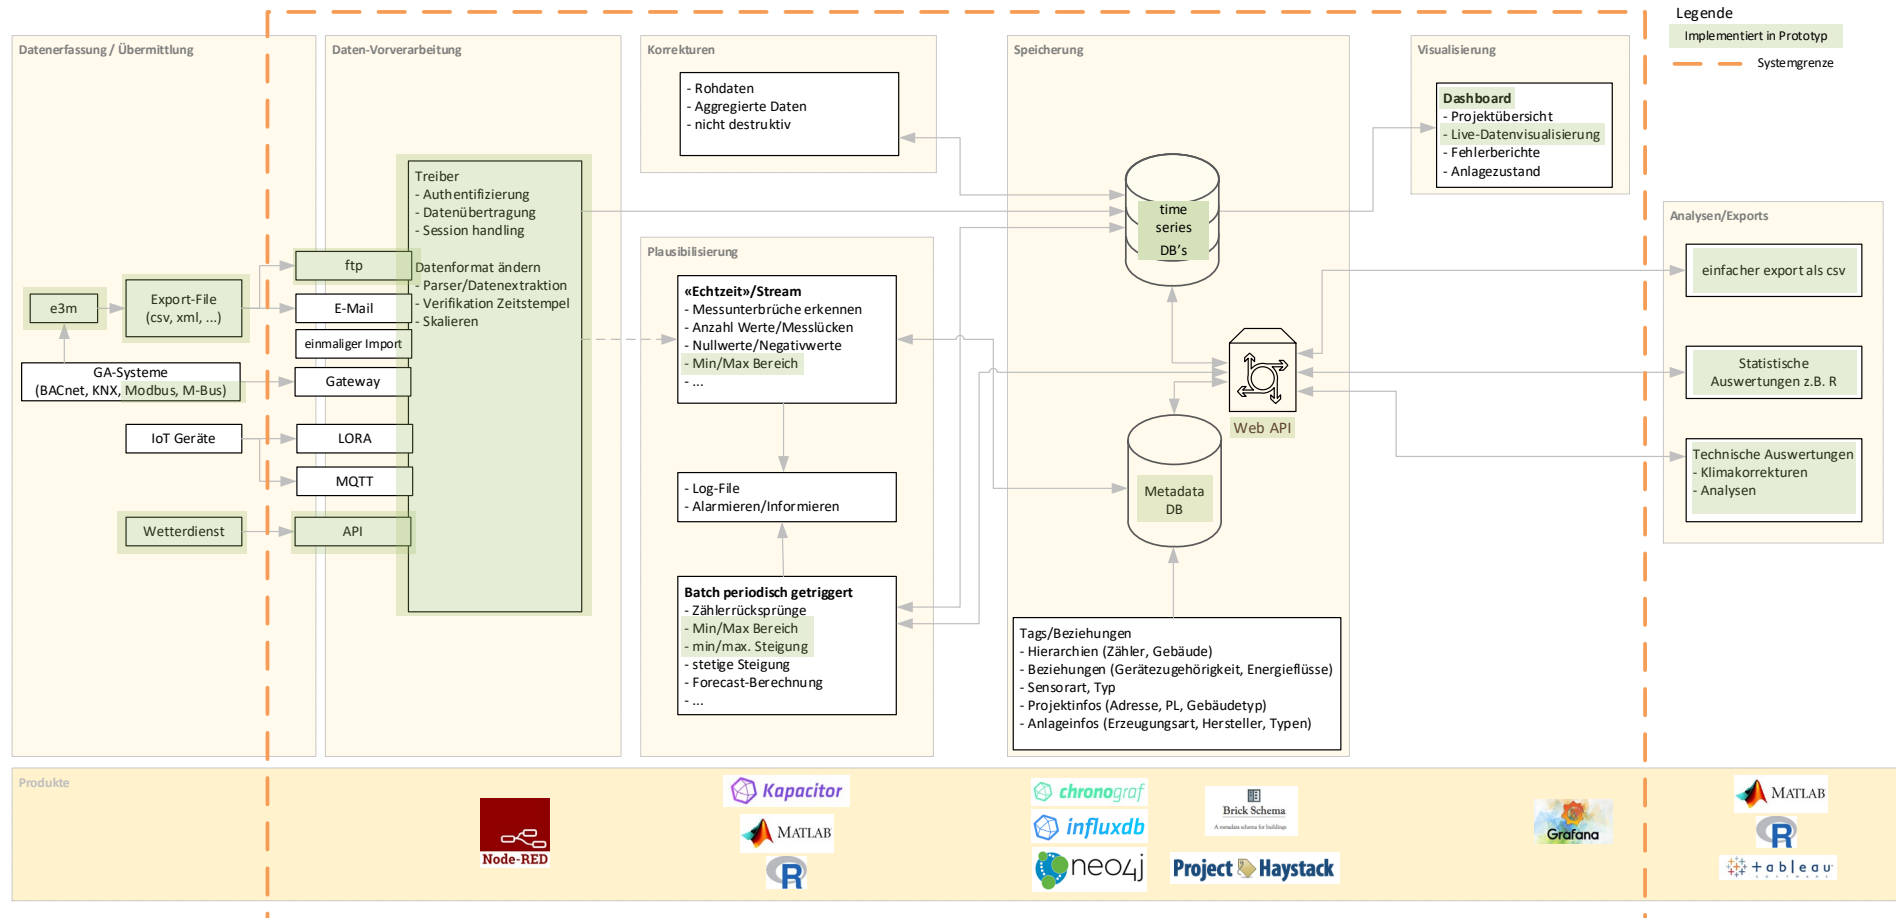 Legende
Implementiert in Prototyp
Systemgrenze
Datenerfassung / Übermittlung
e3m
Export-File
(csv, xml, ...)
GA-Systeme
(BACnet, KNX, Modbus, M-Bus)
IoT Geräte
Wetterdienst
Daten-Vorverarbeitung
ftp
E-Mail
einmaliger Import
Gateway
LORA
MQTT
API
Treiber
- Authentifizierung
- Datenübertragung
- Session handling
Datenformat ändern
- Parser/Datenextraktion
- Verifikation Zeitstempel
- Skalieren
Korrekturen
- Rohdaten
- Aggregierte Daten
- nicht destruktiv
Plausibilisierung
«Echtzeit»/Stream
- Messunterbrüche erkennen
- Anzahl Werte/Messlücken
- Nullwerte/Negativwerte
- Min/Max Bereich
- ...
- Log-File
- Alarmieren/Informieren
Batch periodisch getriggert
- Zählerrücksprünge
- Min/Max Bereich
- min/max. Steigung
- stetige Steigung
- Forecast-Berechnung
- ...
Speicherung
time
series
DB's
Web API
Metadata
DB
Tags/Beziehungen
- Hierarchien (Zähler, Gebäude)
- Beziehungen (Gerätezugehörigkeit, Energieflüsse)
- Sensorart, Typ
- Projektinfos (Adresse, PL, Gebäudetyp)
- Anlageinfos (Erzeugungsart, Hersteller, Typen)
Visualisierung
Dashboard
- Projektübersicht
- Live-Datenvisualisierung
- Fehlerberichte
- Anlagezustand
Analysen/Exports
einfacher export als csv
Statistische
Auswertungen z.B. R
Technische Auswertungen
- Klimakorrekturen
- Analysen
Produkte
Node-RED
Kapacitor
MATLAB
R
chronograf
influxdb
neo4j
Brick Schema
A metadata schema for buildings
Project Haystack
Grafana
MATLAB
R
+ a b l e a u
SOFTWARE